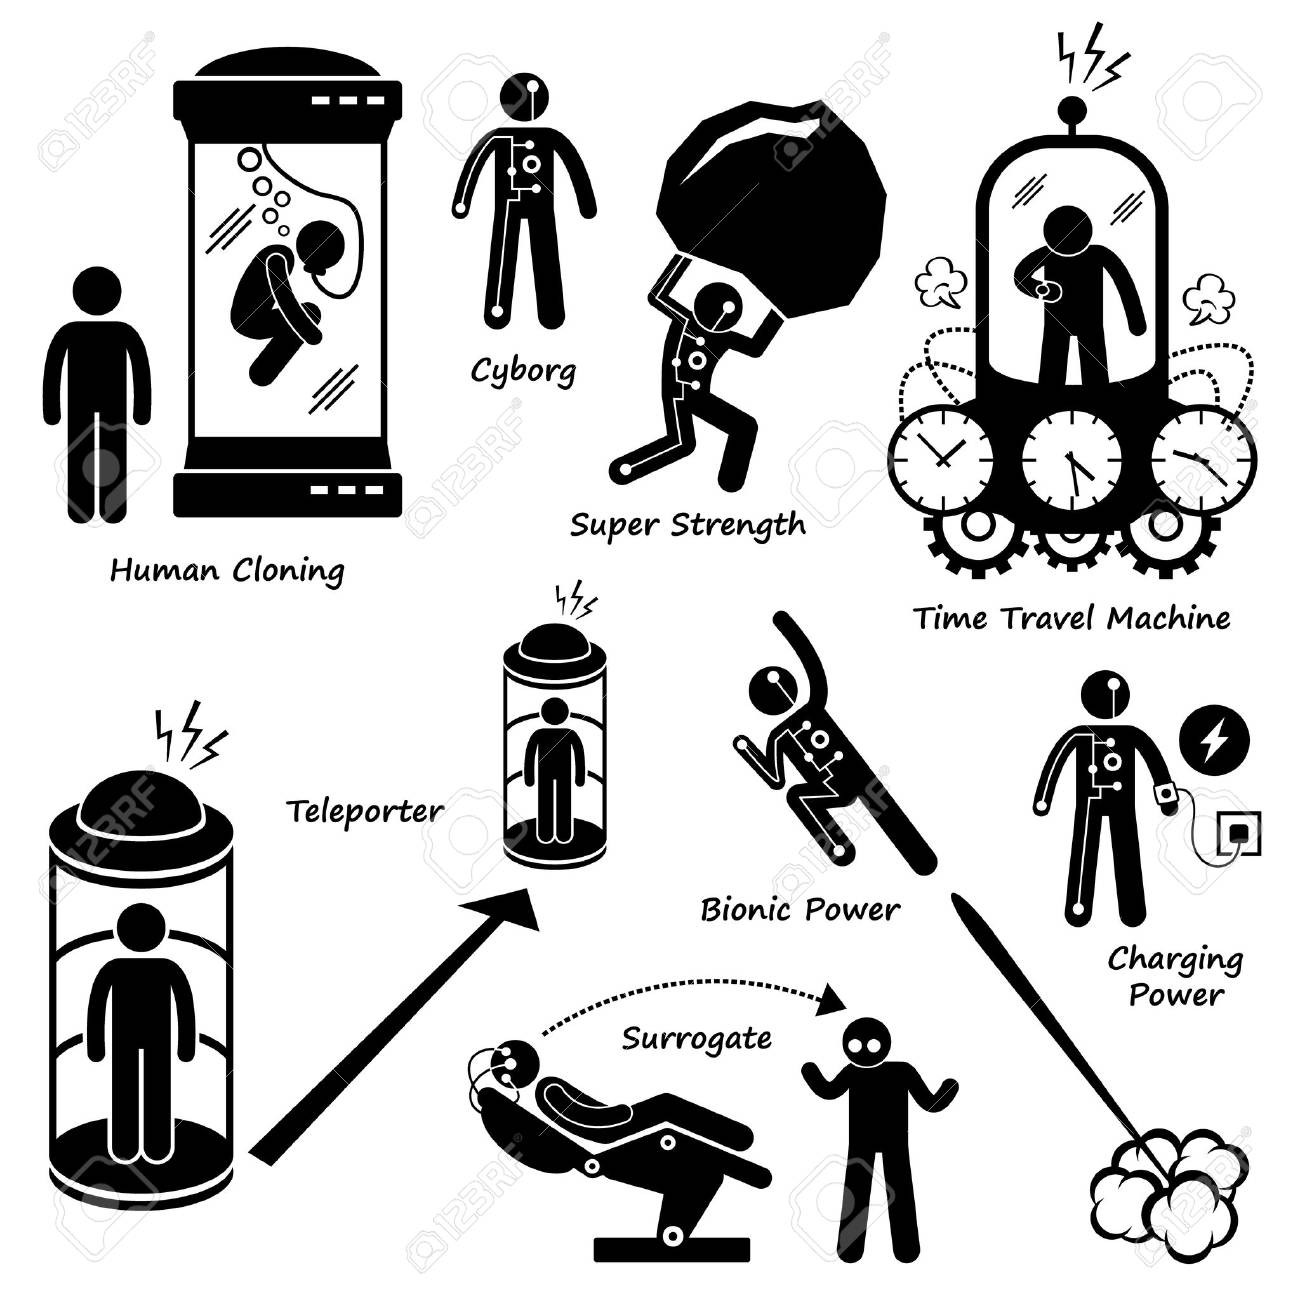 Cyborg
Super Strength
Human Cloning
Time Travel Machine
Teleporter
Bionic Power
Charging
Power
Surrogate
123RF